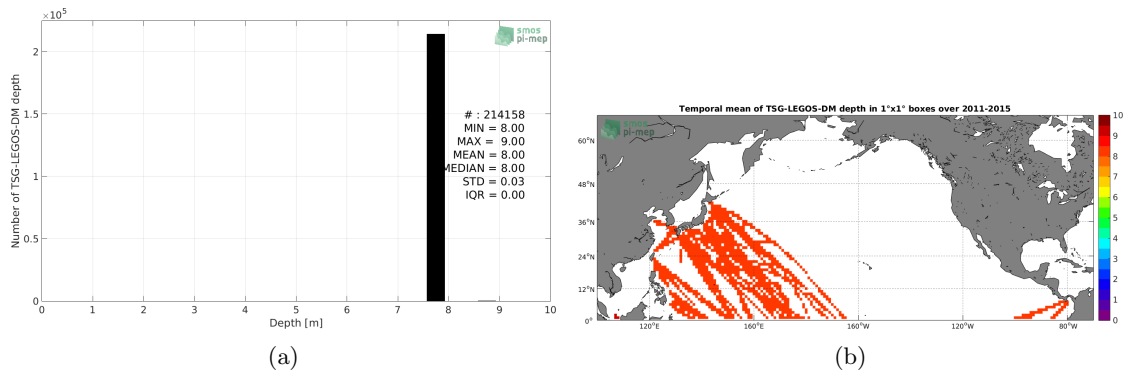 ×10⁵
smos
pi-mep
2
1.5
1
0.5
0
Number of TSG-LEGOS-DM depth
# : 214158
MIN = 8.00
MAX = 9.00
MEAN = 8.00
MEDIAN = 8.00
STD = 0.03
IQR = 0.00
0 1 2 3 4 5 6 7 8 9 10
Depth [m]
(a)
Temporal mean of TSG-LEGOS-DM depth in 1°x1° boxes over 2011-2015
smos
pi-mep
60°N
48°N
36°N
24°N
12°N
0°
120°E 160°E 160°W 120°W 80°W
10
9
8
7
6
5
4
3
2
1
0
(b)